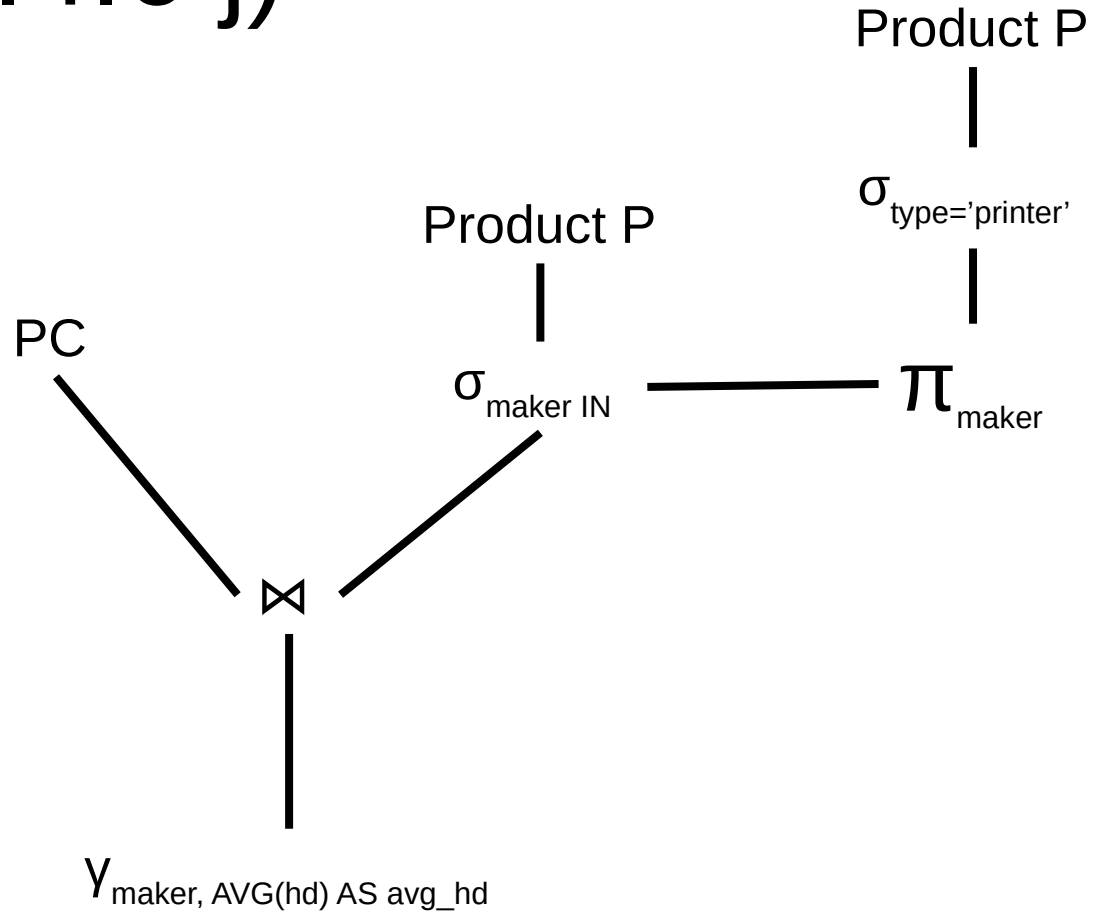 Product P
σtype=’printer’
Product P
PC
σmaker IN
πmaker
⋈
γmaker, AVG(hd) AS avg_hd